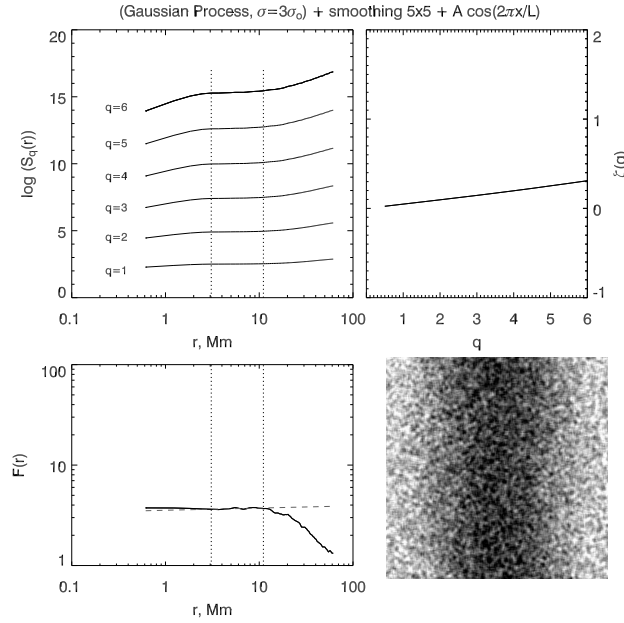 (Gaussian Process, σ=3σ₀) + smoothing 5x5 + A cos(2πx/L)
20
15
10
5
0
log (S_q(r))
q=6
q=5
q=4
q=3
q=2
q=1
0.1 1 10 100
r, Mm
2
1
0
-1
ζ(q)
1 2 3 4 5 6
q
100
10
1
F(r)
0.1 1 10 100
r, Mm